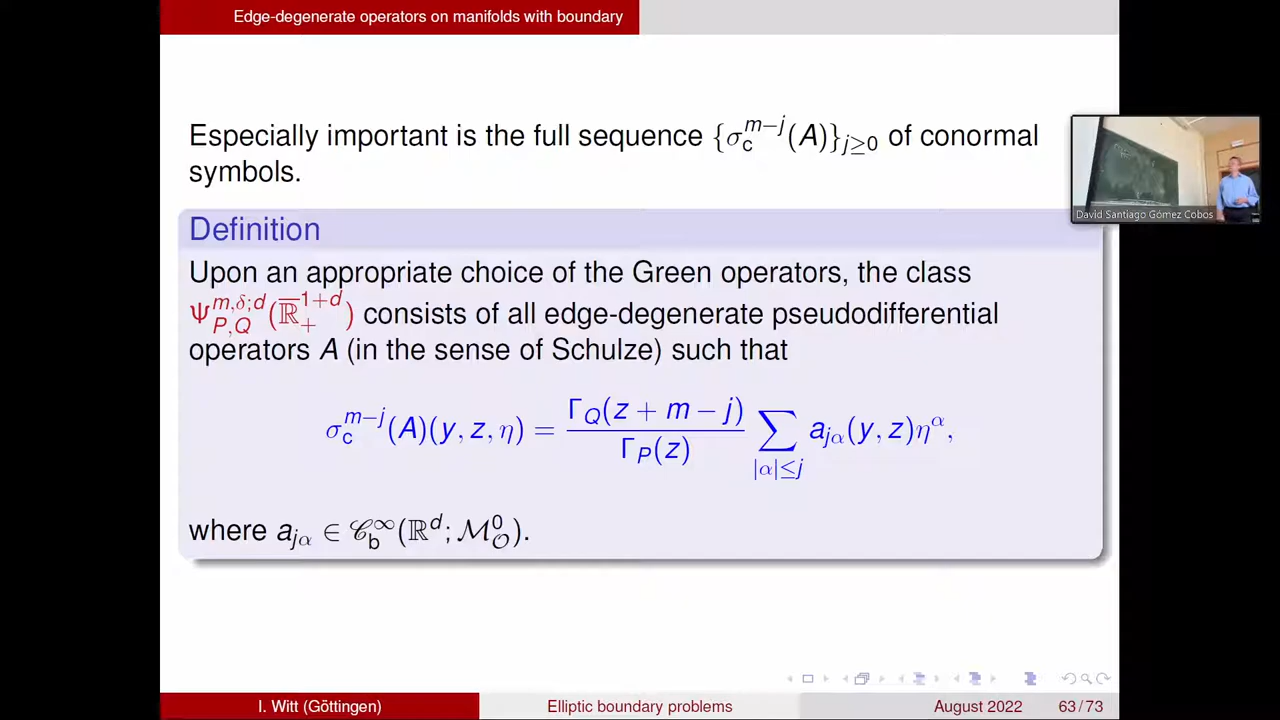 Edge-degenerate operators on manifolds with boundary
Especially important is the full sequence {σ_c^{m−j}(A)}_{j≥0} of conormal
symbols.
David Santiago Gómez Cobos
Definition
Upon an appropriate choice of the Green operators, the class
Ψ_{P,Q}^{m,δ;d}(ℝ̅_+^{1+d}) consists of all edge-degenerate pseudodifferential
operators A (in the sense of Schulze) such that
σ_c^{m−j}(A)(y, z, η) = Γ_Q(z + m − j) / Γ_P(z) ∑_{|α|≤j} a_{jα}(y, z)η^α,
where a_{jα} ∈ 𝒞_b^∞(ℝ^d; ℳ_𝒪^0).
I. Witt (Göttingen)
Elliptic boundary problems
August 2022
63 / 73